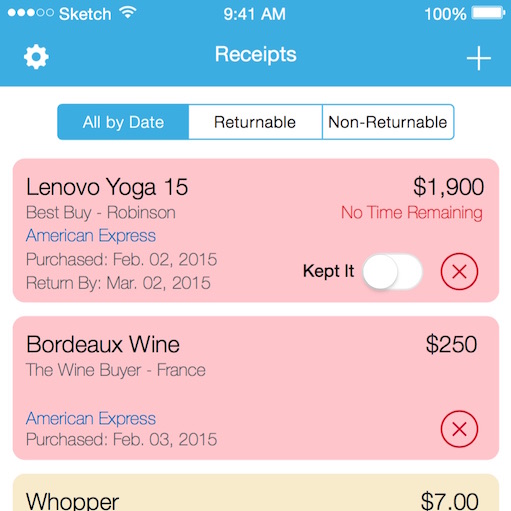 Sketch 9:41 AM 100%
Receipts
All by Date Returnable Non-Returnable
Lenovo Yoga 15 $1,900
Best Buy - Robinson No Time Remaining
American Express
Purchased: Feb. 02, 2015
Kept It
Return By: Mar. 02, 2015
Bordeaux Wine $250
The Wine Buyer - France
American Express
Purchased: Feb. 03, 2015
Whopper $7.00